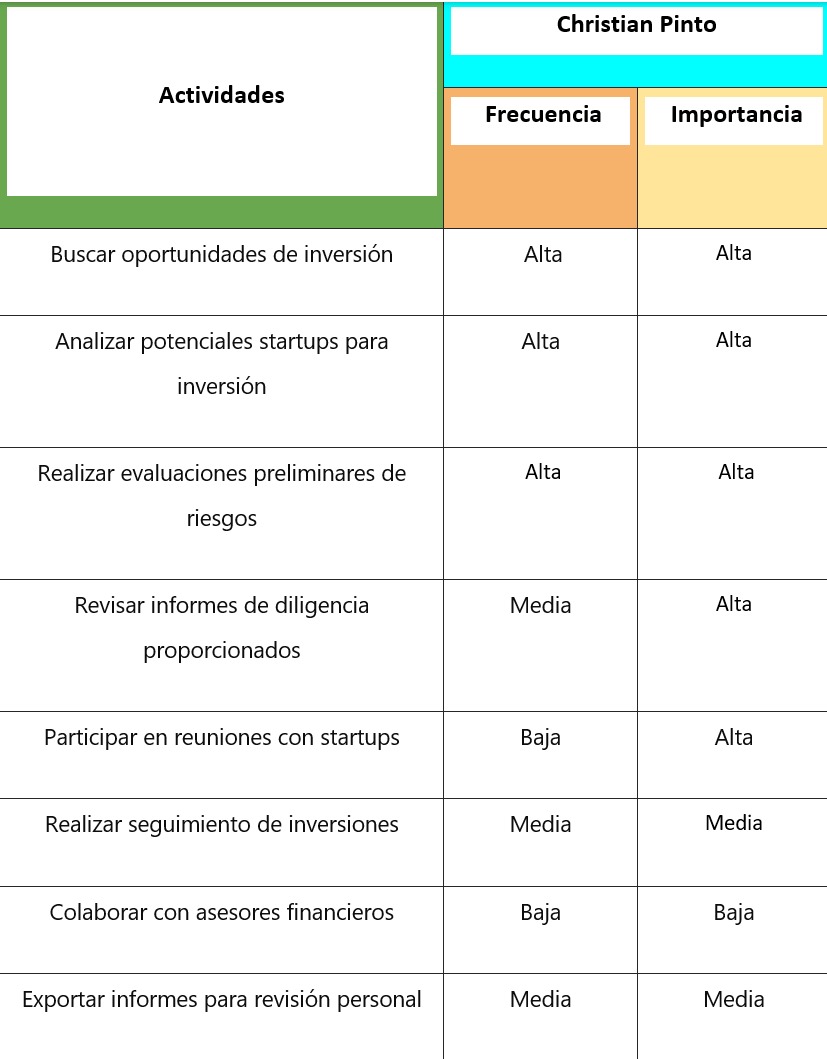 Actividades
Christian Pinto
Frecuencia
Importancia
Buscar oportunidades de inversión
Alta
Alta
Analizar potenciales startups para
inversión
Alta
Alta
Realizar evaluaciones preliminares de
riesgos
Alta
Alta
Revisar informes de diligencia
proporcionados
Media
Alta
Participar en reuniones con startups
Baja
Alta
Realizar seguimiento de inversiones
Media
Media
Colaborar con asesores financieros
Baja
Baja
Exportar informes para revisión personal
Media
Media